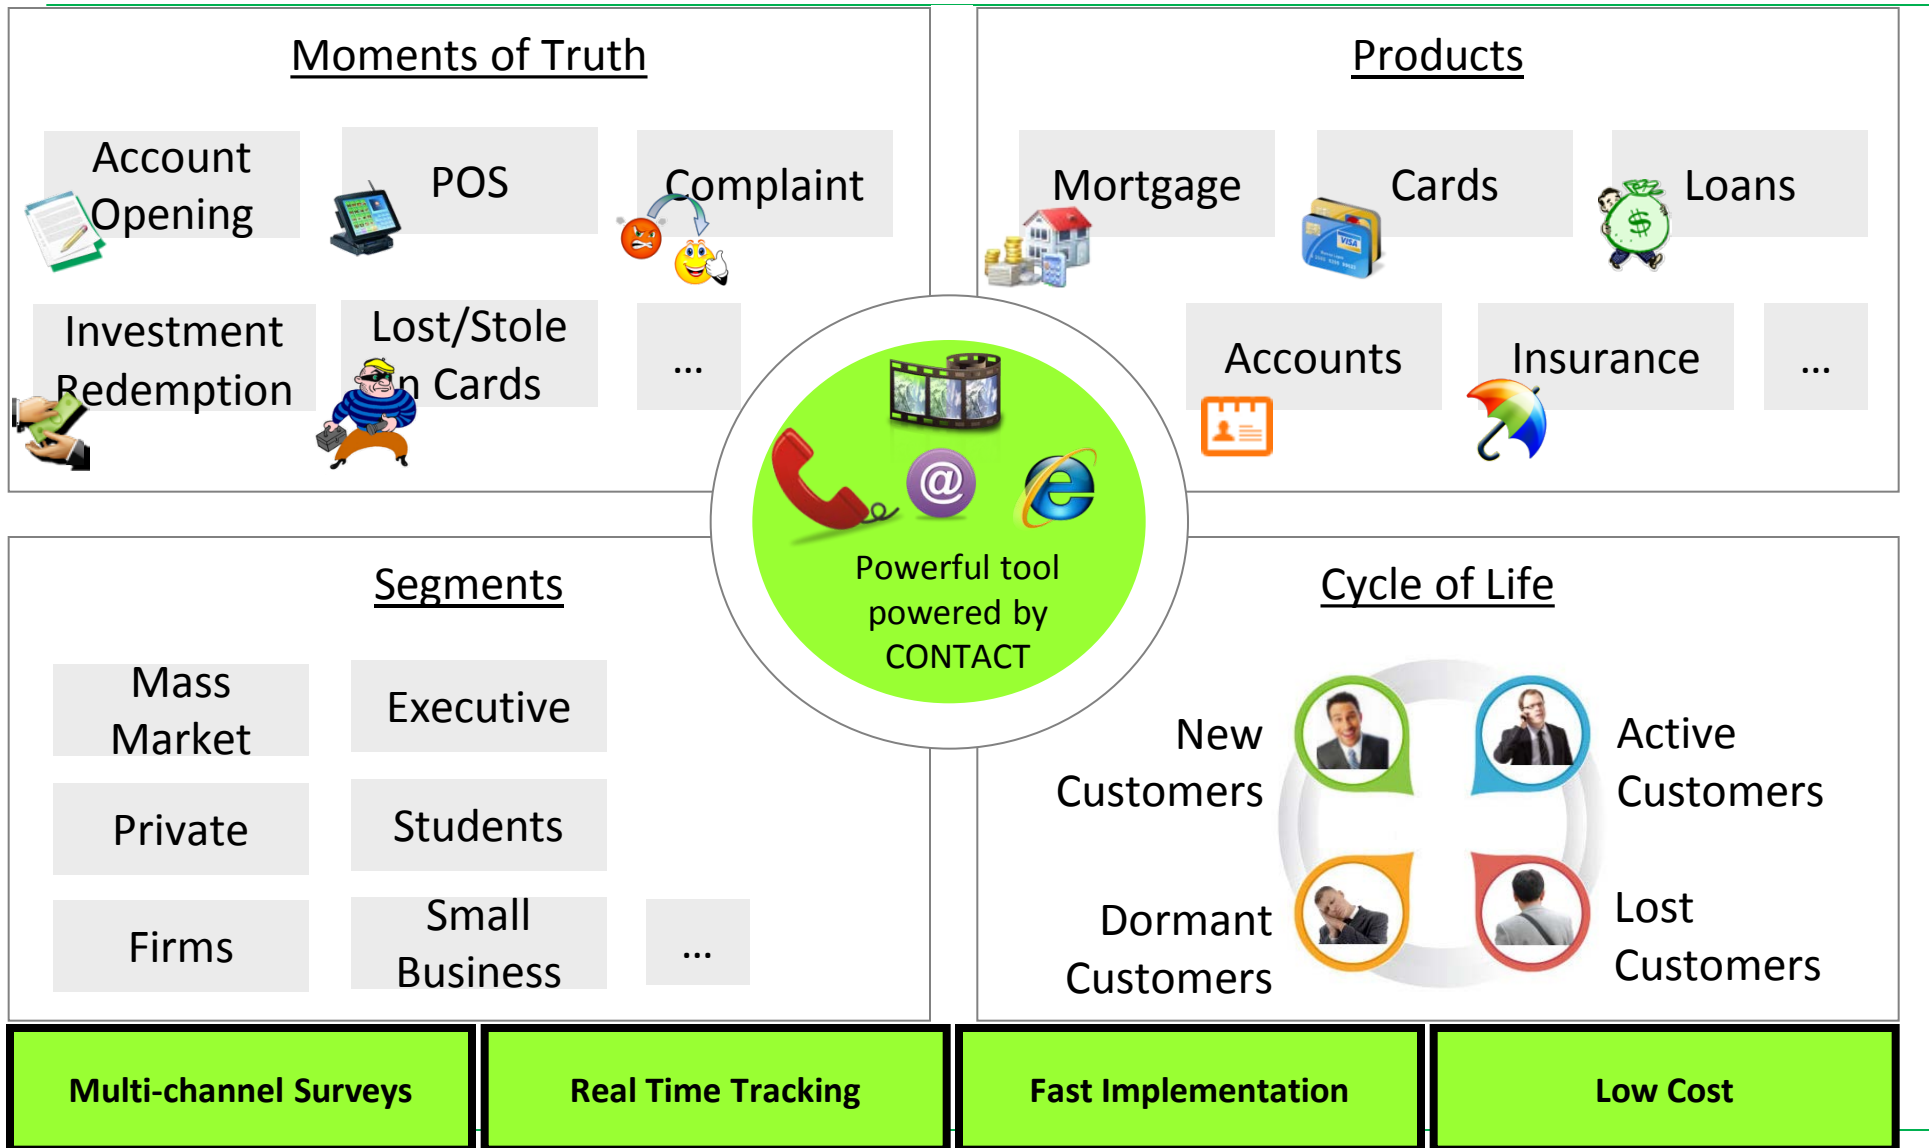 Moments of Truth
Account
Opening
POS
Complaint
Investment
Redemption
Lost/Stole
n Cards
...
Products
Mortgage
Cards
VISA
Loans
$
Accounts
Insurance
...
@
e
Powerful tool
powered by
CONTACT
Segments
Mass
Market
Executive
Private
Students
Firms
Small
Business
...
Cycle of Life
New
Customers
Active
Customers
Dormant
Customers
Lost
Customers
Multi-channel Surveys
Real Time Tracking
Fast Implementation
Low Cost